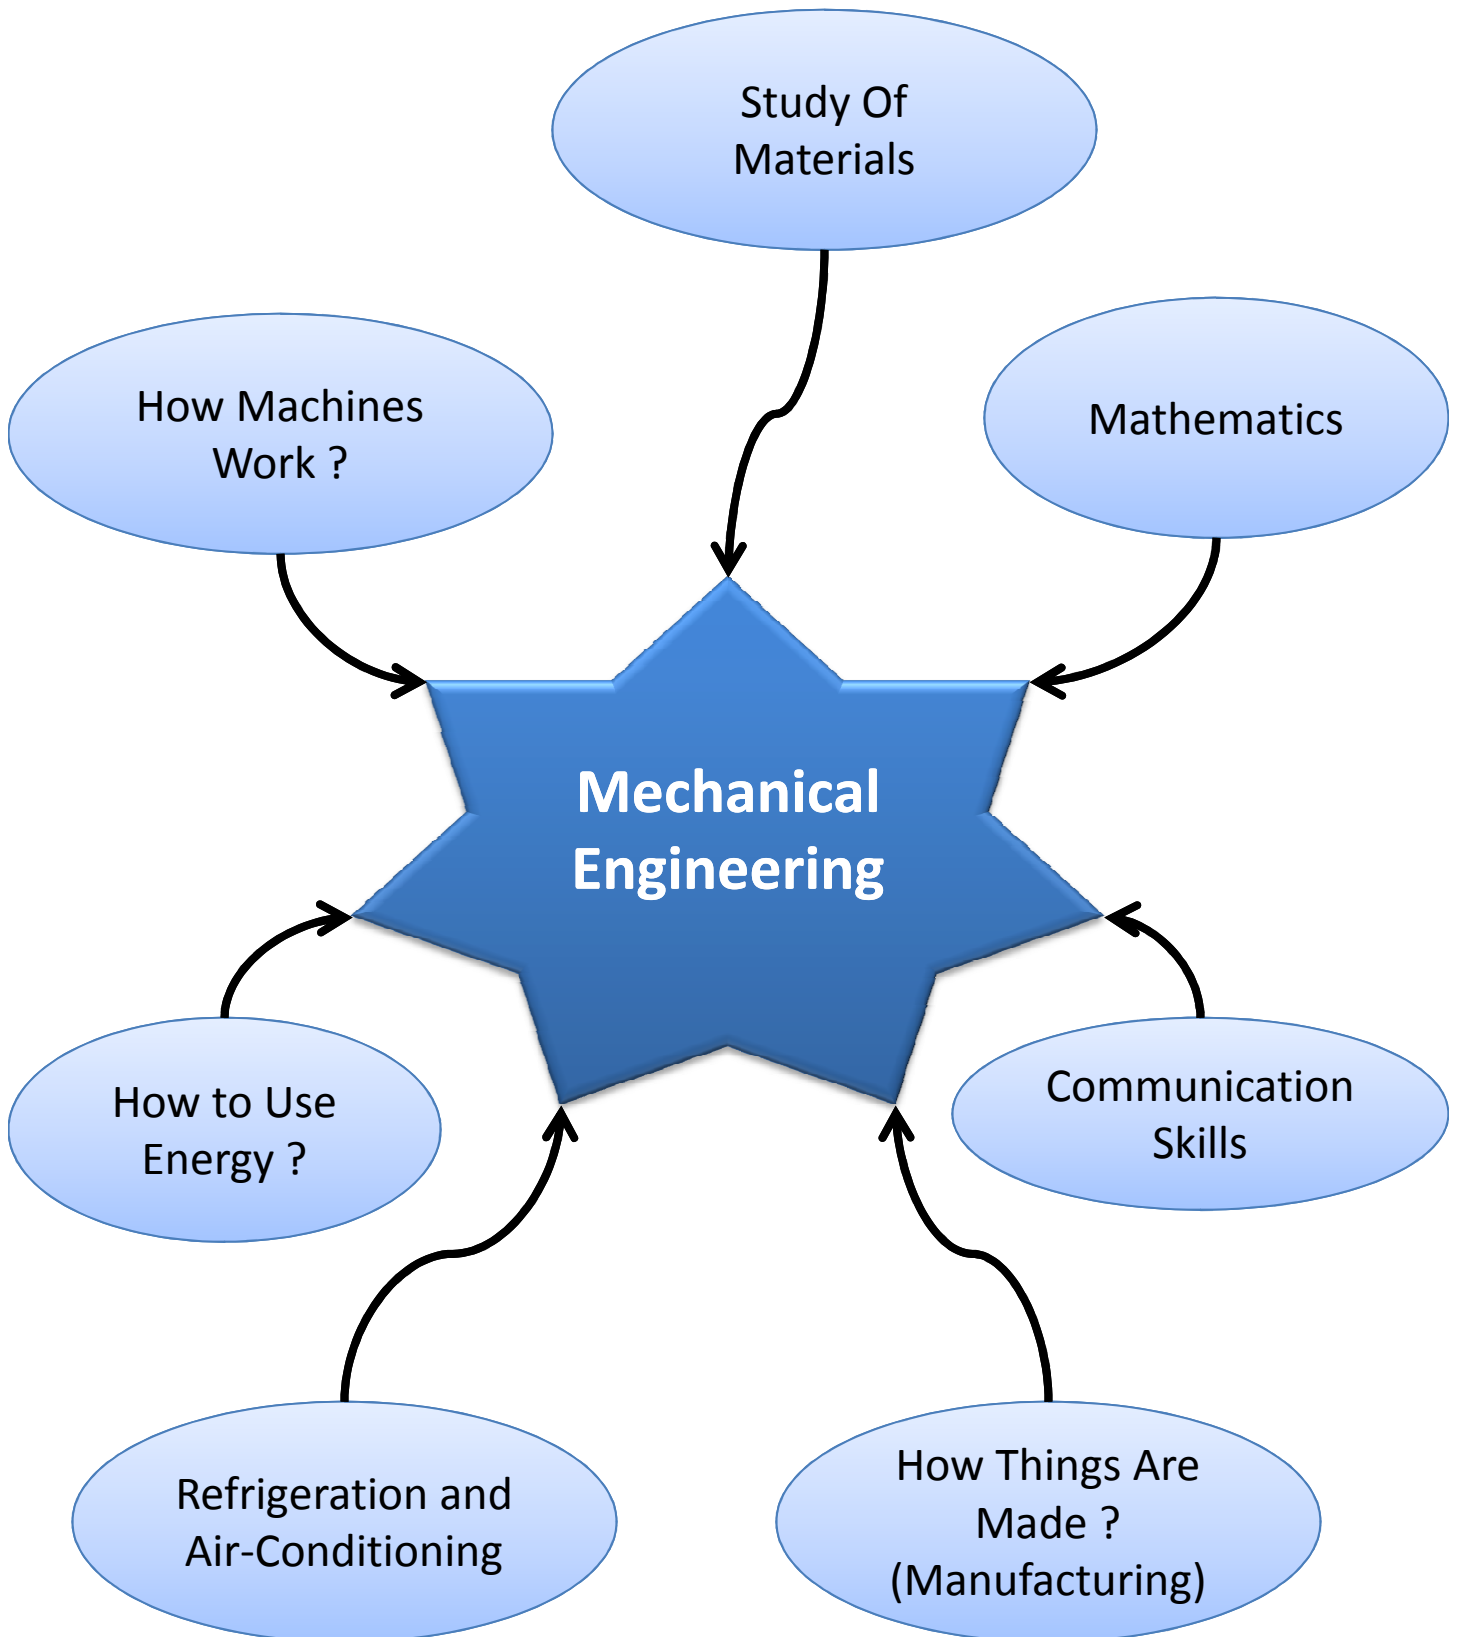 Study Of
Materials
How Machines
Work ?
Mathematics
Mechanical
Engineering
How to Use
Energy ?
Communication
Skills
Refrigeration and
Air-Conditioning
How Things Are
Made ?
(Manufacturing)